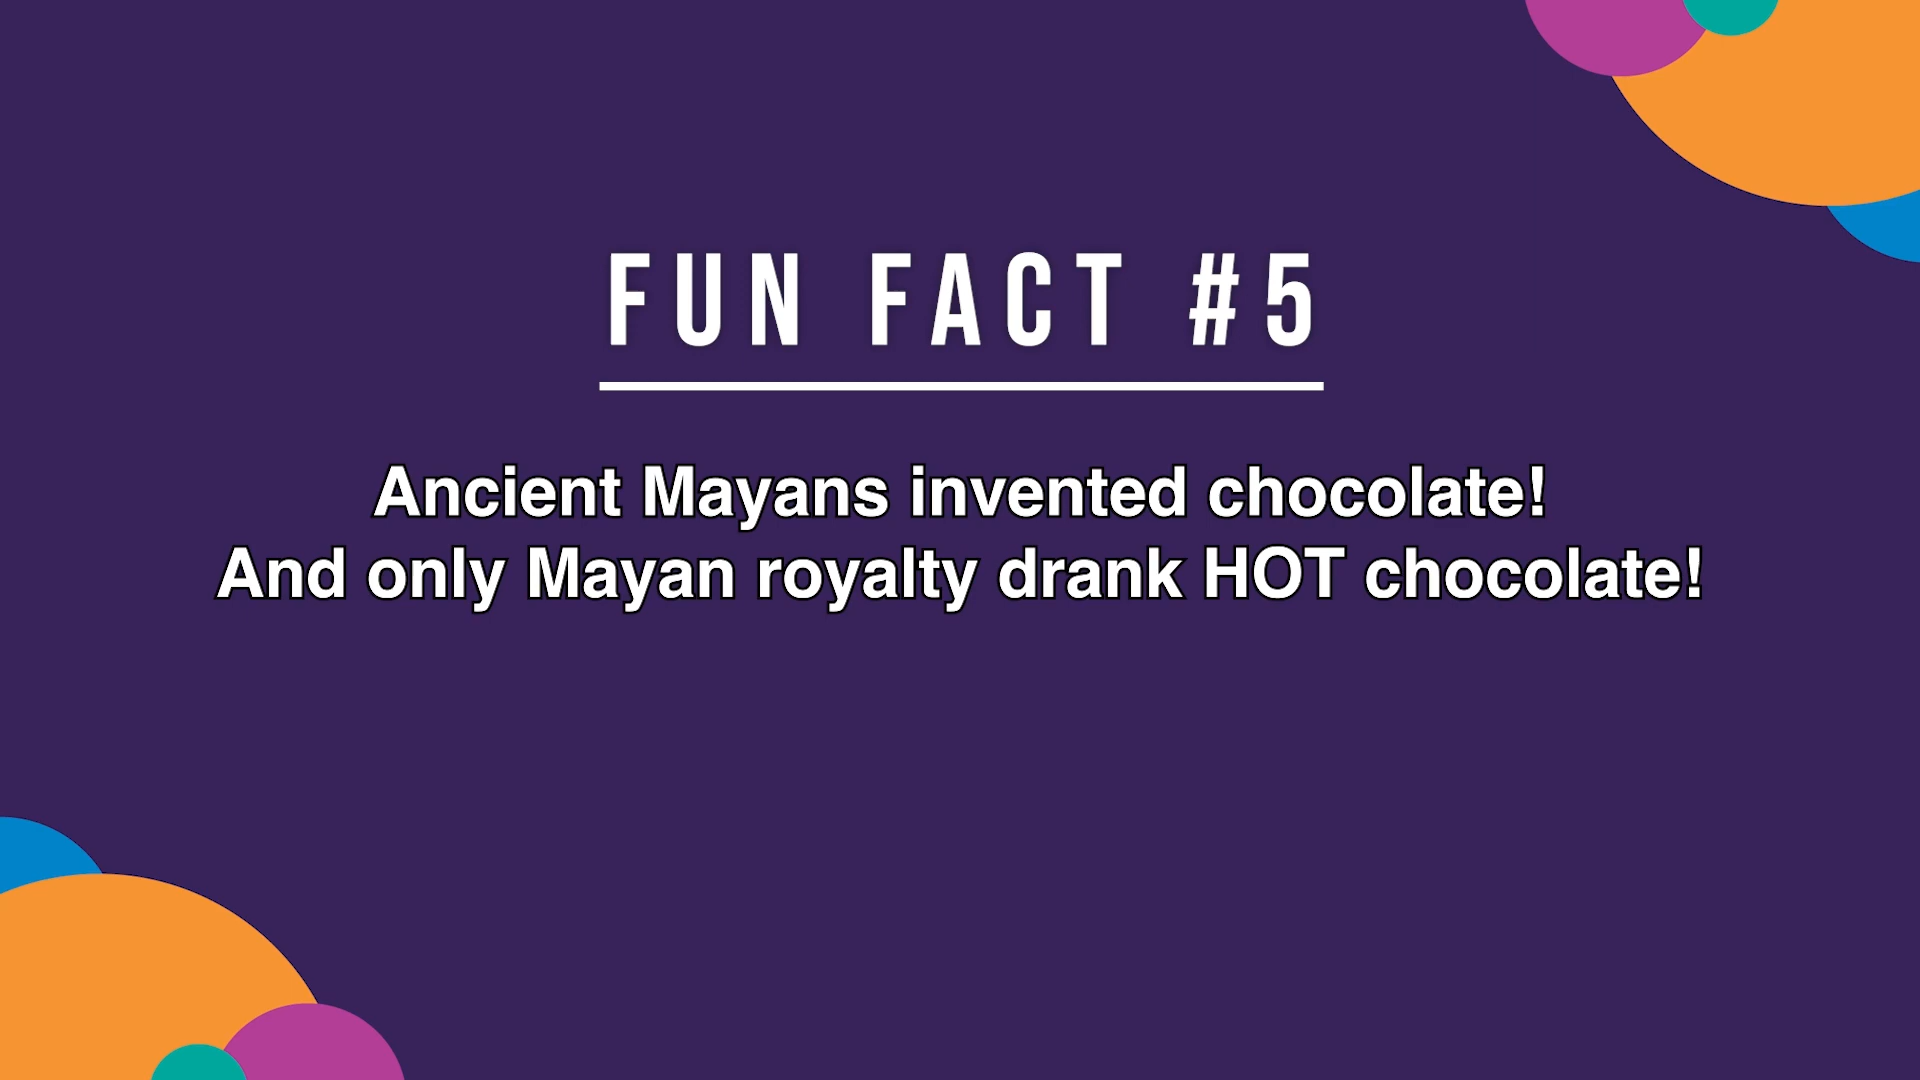 FUN FACT #5
Ancient Mayans invented chocolate!
And only Mayan royalty drank HOT chocolate!